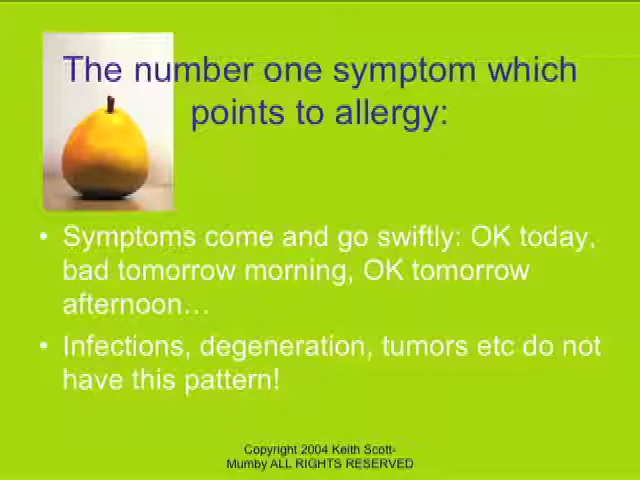 The number one symptom which
points to allergy:
• Symptoms come and go swiftly: OK today,
bad tomorrow morning, OK tomorrow
afternoon…
• Infections, degeneration, tumors etc do not
have this pattern!
Copyright 2004 Keith Scott-
Mumby ALL RIGHTS RESERVED